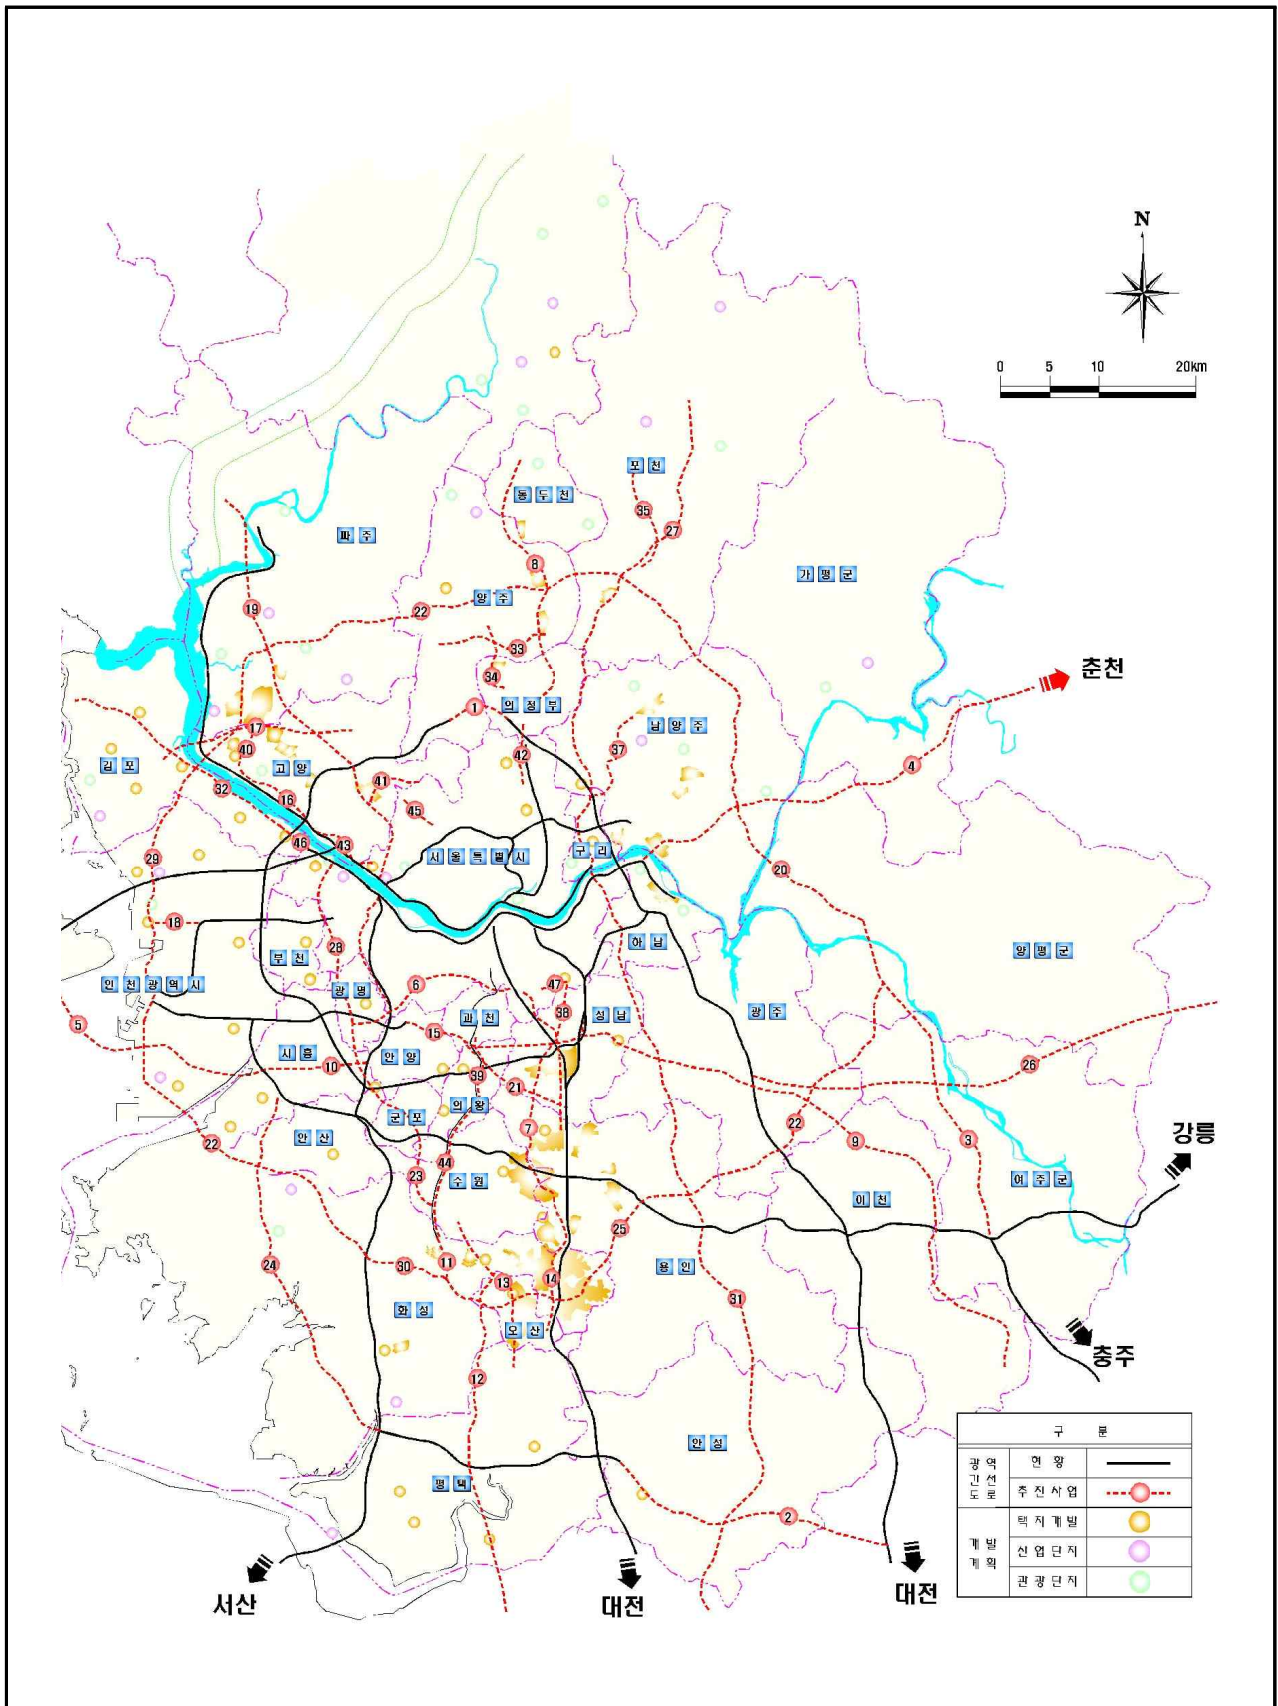 N
0 5 10 20km
포천
동두천
35
27
파주
8
가평군
양주
19
22
33
34
춘천
1
의정부
17
남양주
40
42
37
김포
고양
4
32
41
16
45
46
43
서울특별시
구리
29
20
18
하남
28
부천
양평군
인천광역시
6
47
광명
38
과천
성남
광주
5
15
시흥
안양
10
26
39
21
의왕
군포
22
7
안산
22
9
3
강릉
44
23
수원
여주군
이천
25
24
30
11
용인
13
14
31
화성
오산
충주
12
구 분
안성
광역
간선
도로
현황
추진사업
평택
2
개발
계획
택지개발
산업단지
관광단지
서산
대전
대전